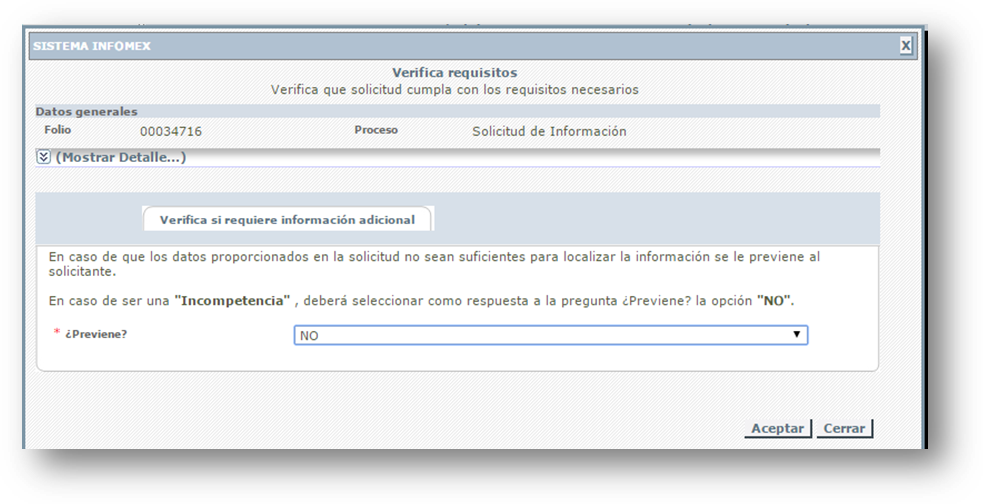 SISTEMA INFOMEX
X
Verifica requisitos
Verifica que solicitud cumpla con los requisitos necesarios
Datos generales
Folio 00034716 Proceso Solicitud de Información
(Mostrar Detalle...)
Verifica si requiere información adicional
En caso de que los datos proporcionados en la solicitud no sean suficientes para localizar la información se le previene al
solicitante.
En caso de ser una "Incompetencia" , deberá seleccionar como respuesta a la pregunta ¿Previene? la opción "NO".
* ¿Previene? NO
Aceptar Cerrar